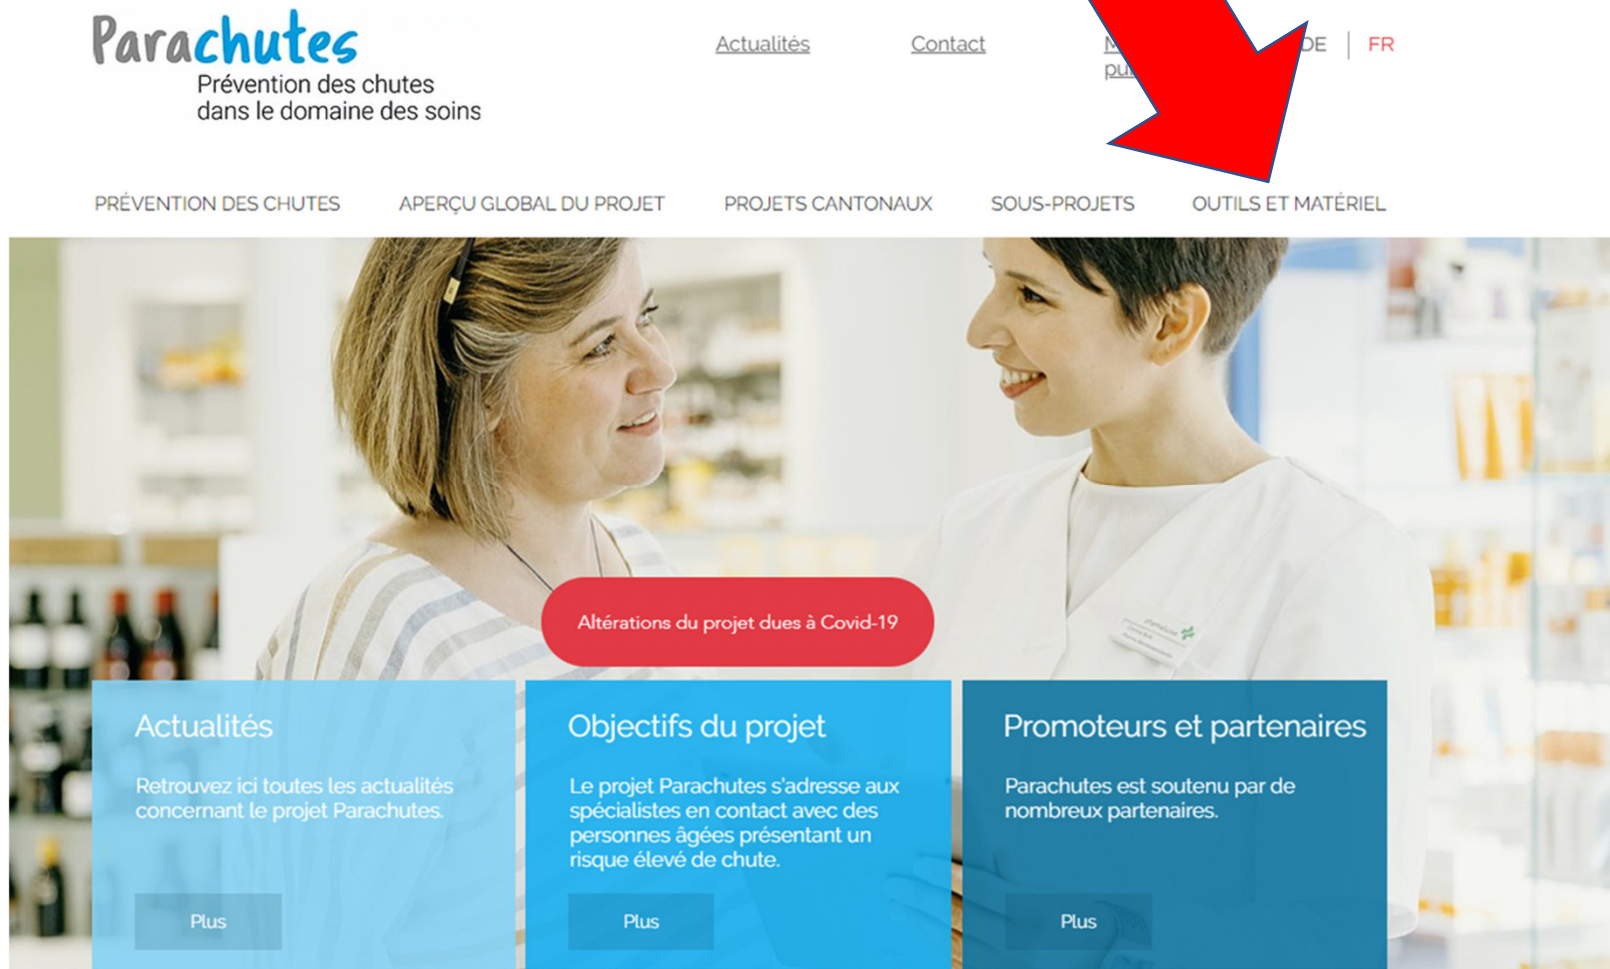 Parachutes
Prévention des chutes
dans le domaine des soins
Actualités
Contact
DE
FR
PRÉVENTION DES CHUTES
APERÇU GLOBAL DU PROJET
PROJETS CANTONAUX
SOUS-PROJETS
OUTILS ET MATÉRIEL
Altérations du projet dues à Covid-19
Actualités
Retrouvez ici toutes les actualités
concernant le projet Parachutes.
Plus
Objectifs du projet
Le projet Parachutes s'adresse aux
spécialistes en contact avec des
personnes âgées présentant un
risque élevé de chute.
Plus
Promoteurs et partenaires
Parachutes est soutenu par de
nombreux partenaires.
Plus